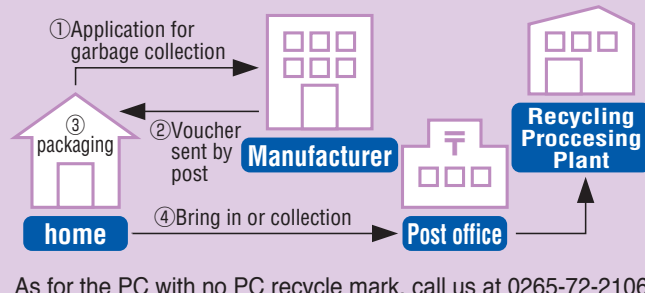 ①Application for
garbage collection
③
packaging
②Voucher
sent by
post
Manufacturer
〒
Recycling
Proccesing
Plant
home
④Bring in or collection
Post office
As for the PC with no PC recycle mark, call us at 0265-72-2106